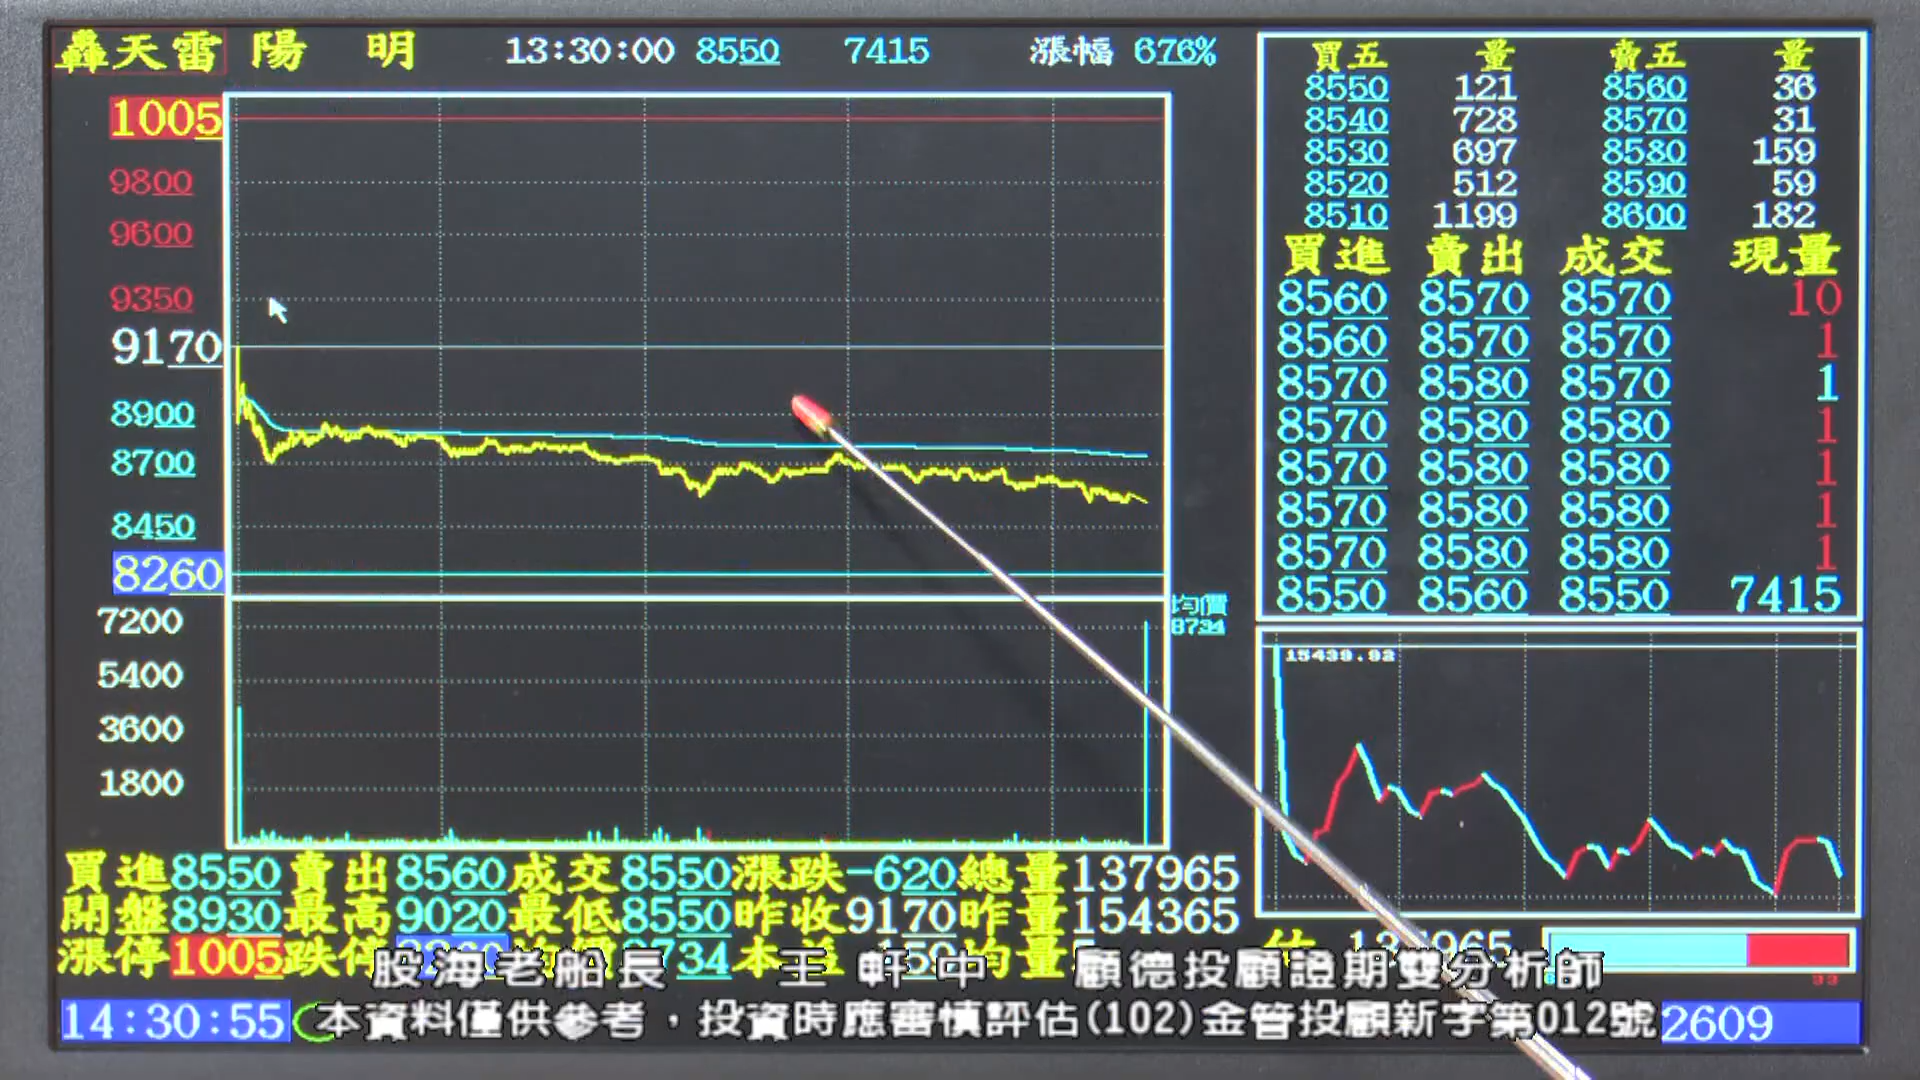 轟天雷 陽 明 13:30:00 8550 7415 漲幅 676%
1005
9800
9600
9350
9170
8900
8700
8450
8260
7200
5400
3600
1800
均價
8734
買五 量 賣五 量
8550 121 8560 36
8540 728 8570 31
8530 697 8580 159
8520 512 8590 59
8510 1199 8600 182
買進 賣出 成交 現量
8560 8570 8570 10
8560 8570 8570 1
8570 8580 8570 1
8570 8580 8580 1
8570 8580 8580 1
8570 8580 8580 1
8570 8580 8580 1
8550 8560 8550 7415
15439.92
買進8550賣出8560成交8550漲跌-620總量137965
開盤8930最高9020最低8550昨收9170昨量154365
漲停1005跌停
股海老船長 王軒中 顧德投顧證期雙分析師
14:30:55 本資料僅供參考，投資時應審慎評估(102)金管投顧新字第012號 2609